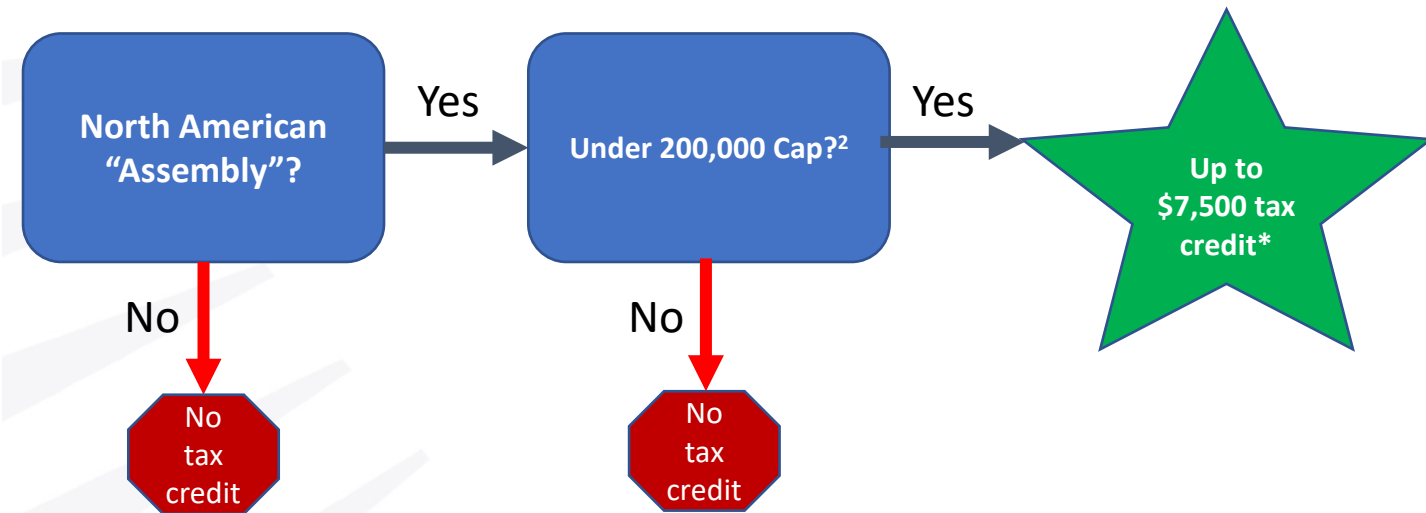 North American
“Assembly”?
Yes
Under 200,000 Cap?²
Yes
Up to
$7,500 tax
credit*
No
No
tax
credit
No
No
tax
credit